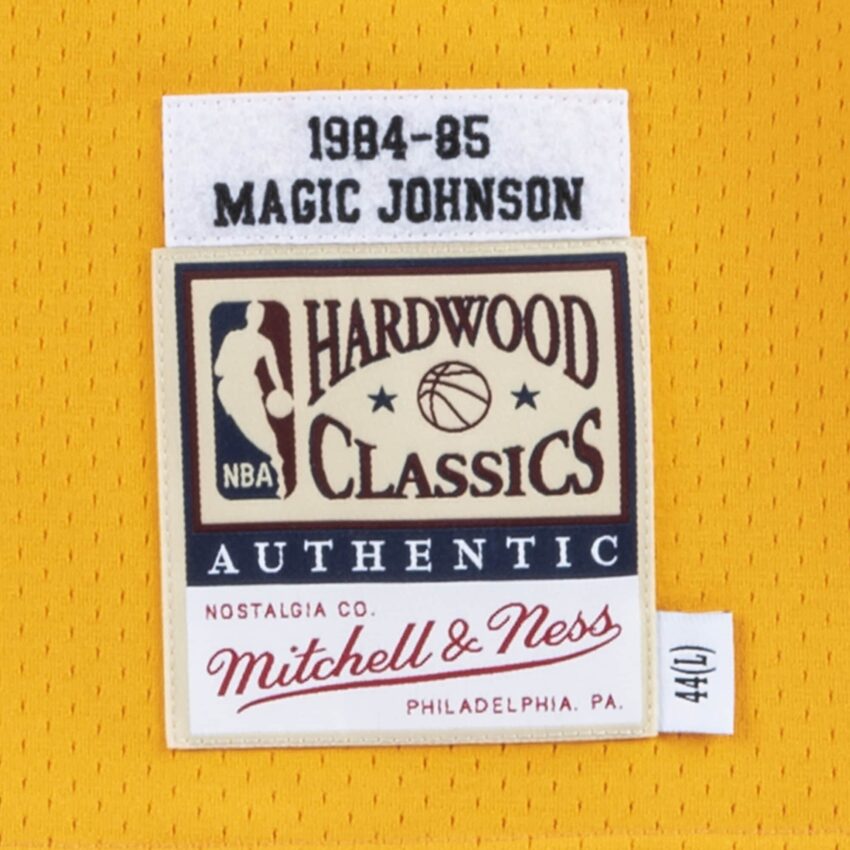 1984-85
MAGIC JOHNSON
HARDWOOD
CLASSICS
NBA
AUTHENTIC
NOSTALGIA CO.
Mitchell & Ness
PHILADELPHIA. PA.
44(L)